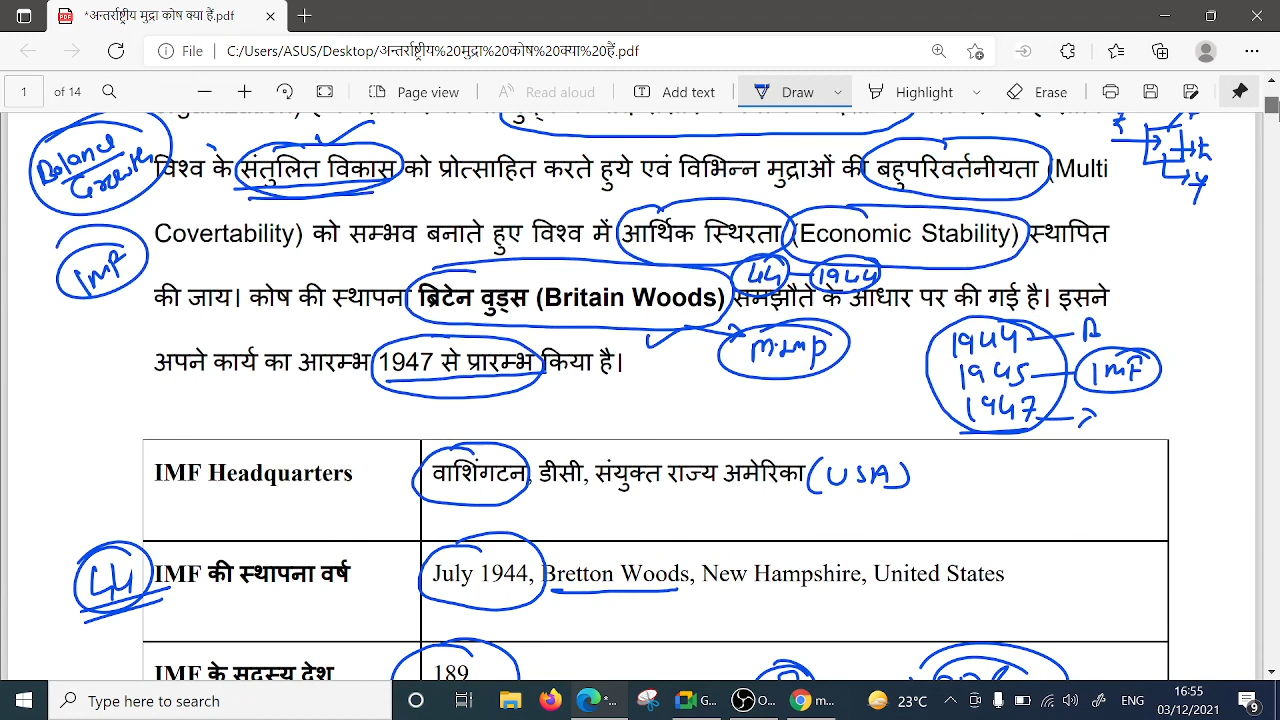 *अन्तर्राष्ट्रीय मुद्रा कोष क्या हैं.pdf
File C:/Users/ASUS/Desktop/अन्तर्राष्ट्रीय%20मुद्रा%20कोष%20क्या%20हैं.pdf
1 of 14 Page view Read aloud Add text Draw Highlight Erase
Balance Growth
विश्व के संतुलित विकास को प्रोत्साहित करते हुये एवं विभिन्न मुद्राओं की बहुपरिवर्तनीयता (Multi
Covertability) को सम्भव बनाते हुए विश्व में आर्थिक स्थिरता (Economic Stability) स्थापित
IMF
44 1944
की जाय। कोष की स्थापना ब्रिटेन वुड्स (Britain Woods) समझौते के आधार पर की गई है। इसने
m.Imp
1944
1945 IMF
1947
अपने कार्य का आरम्भ 1947 से प्रारम्भ किया है।
IMF Headquarters वाशिंगटन, डीसी, संयुक्त राज्य अमेरिका (USA)
44
IMF की स्थापना वर्ष July 1944, Bretton Woods, New Hampshire, United States
IMF के सदस्य देश 189
Type here to search 23°C ENG 16:55
03/12/2021 9